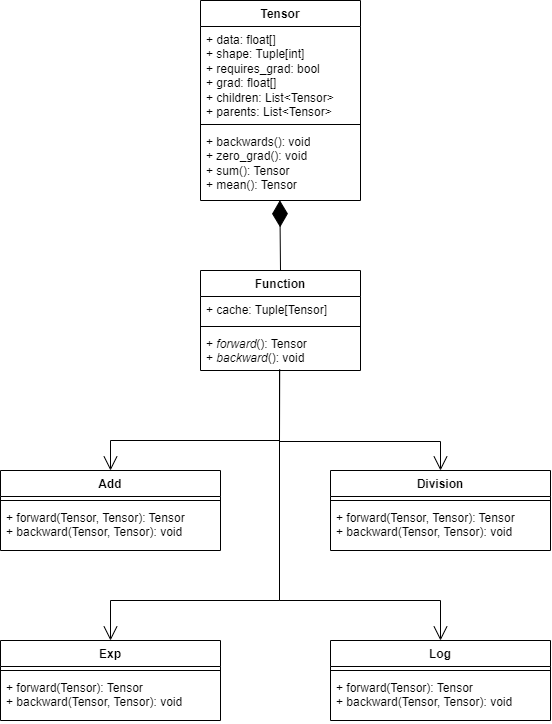 Tensor
+ data: float[]
+ shape: Tuple[int]
+ requires_grad: bool
+ grad: float[]
+ children: List<Tensor>
+ parents: List<Tensor>
+ backwards(): void
+ zero_grad(): void
+ sum(): Tensor
+ mean(): Tensor
Function
+ cache: Tuple[Tensor]
+ forward(): Tensor
+ backward(): void
Add
+ forward(Tensor, Tensor): Tensor
+ backward(Tensor, Tensor): void
Division
+ forward(Tensor, Tensor): Tensor
+ backward(Tensor, Tensor): void
Exp
+ forward(Tensor): Tensor
+ backward(Tensor, Tensor): void
Log
+ forward(Tensor): Tensor
+ backward(Tensor, Tensor): void